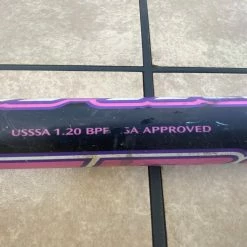 USSSA 1.20 BPF SA APPROVED